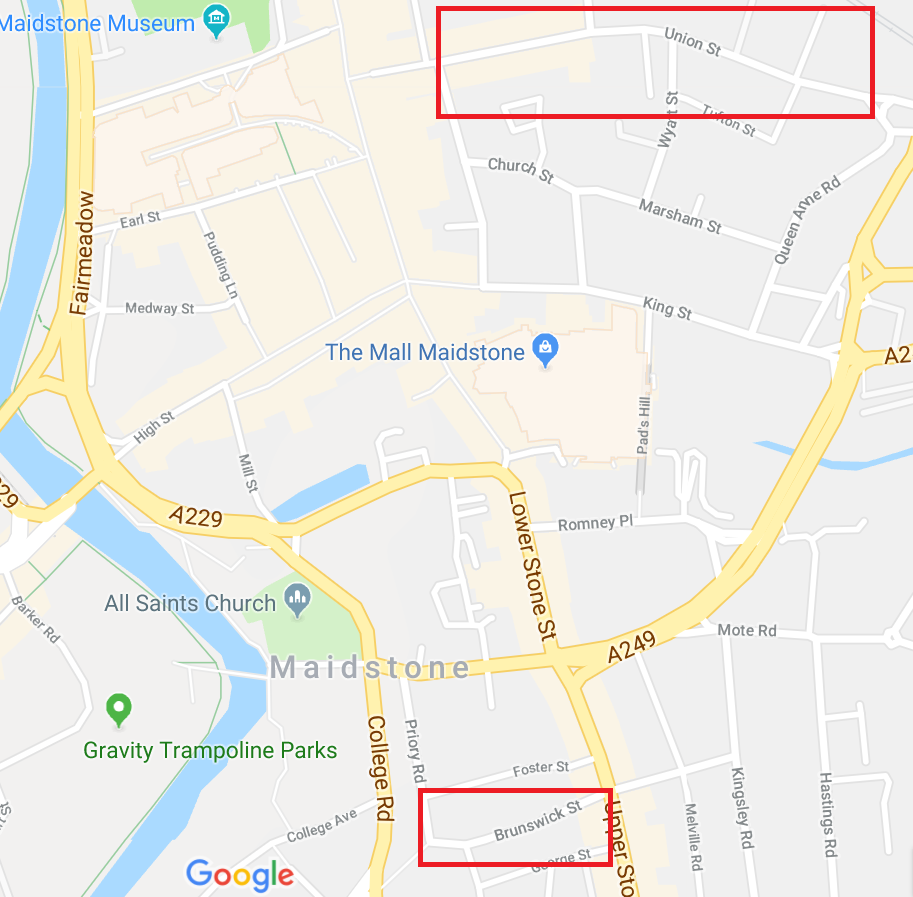 Maidstone Museum
Union St
Tufton St
Wyatt St
Church St
Marsham St
Queen Anne Rd
Earl St
Pudding Ln
Fairmeadow
Medway St
King St
The Mall Maidstone
A2
High St
Pad's Hill
Mill St
229
A229
Lower Stone St
Romney Pl
Barker Rd
All Saints Church
A249
Mote Rd
Maidstone
Gravity Trampoline Parks
College Rd
Priory Rd
Foster St
Kingsley Rd
Hastings Rd
Melville Rd
Brunswick St
Upper Sto
College Ave
George St
Google